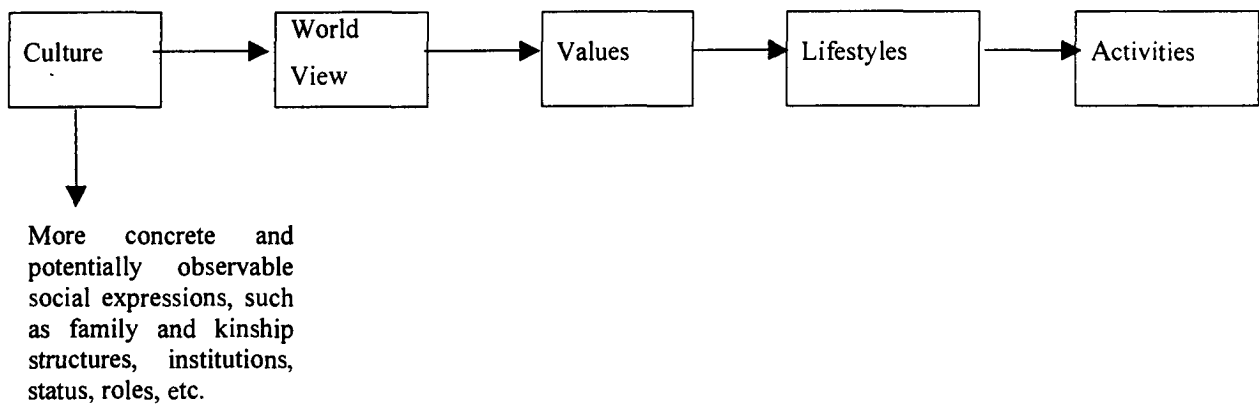 Culture
World
View
Values
Lifestyles
Activities
More concrete and
potentially observable
social expressions, such
as family and kinship
structures, institutions,
status, roles, etc.